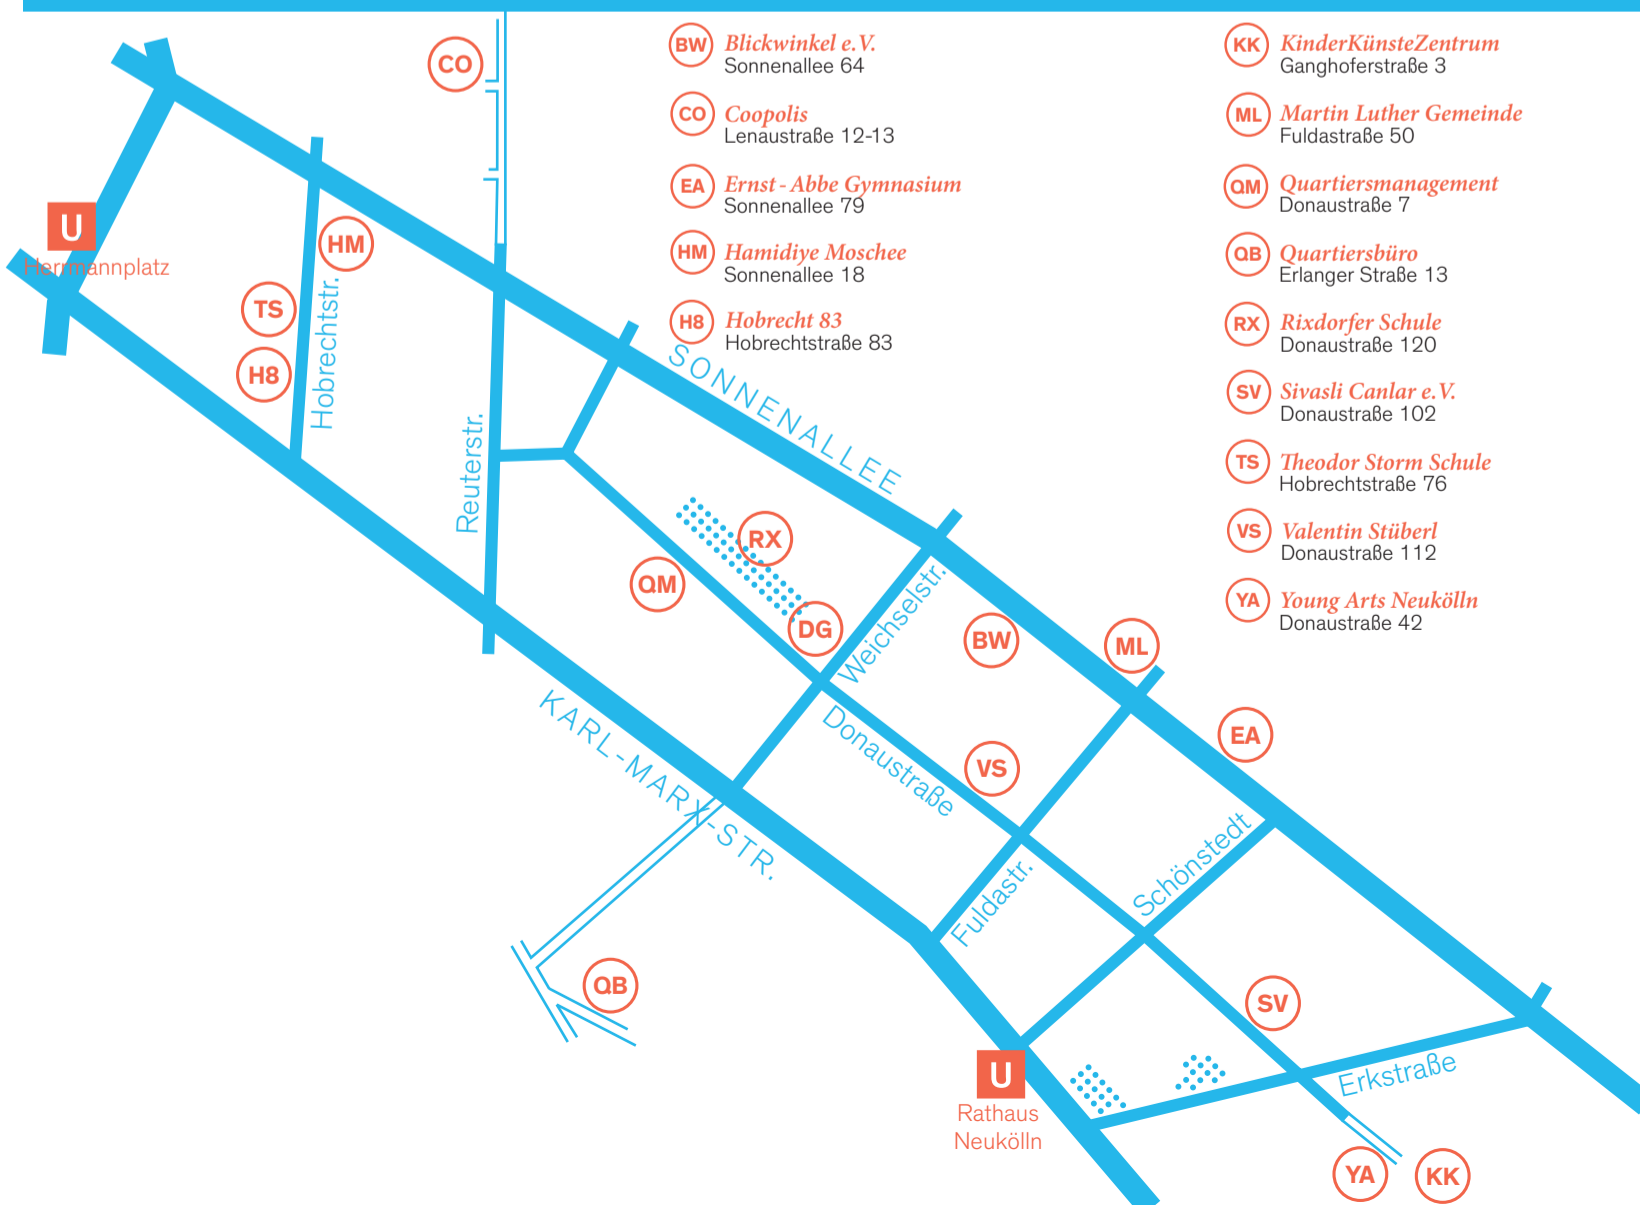 BW Blickwinkel e.V.
Sonnenallee 64
CO Coopolis
Lenaustraße 12-13
EA Ernst-Abbe Gymnasium
Sonnenallee 79
HM Hamidiye Moschee
Sonnenallee 18
H8 Hobrecht 83
Hobrechtstraße 83
KK KinderKünsteZentrum
Ganghoferstraße 3
ML Martin Luther Gemeinde
Fuldastraße 50
QM Quartiersmanagement
Donaustraße 7
QB Quartiersbüro
Erlanger Straße 13
RX Rixdorfer Schule
Donaustraße 120
SV Sivasli Canlar e.V.
Donaustraße 102
TS Theodor Storm Schule
Hobrechtstraße 76
VS Valentin Stüberl
Donaustraße 112
YA Young Arts Neukölln
Donaustraße 42
CO
U
Herrmannplatz
HM
TS
H8
Hobrechtstr.
Reuterstr.
SONNENALLEE
RX
QM
DG
Weichselstr.
BW
ML
KARL-MARX-STR.
Donaustraße
VS
EA
Fuldastr.
Schönstedt
QB
SV
U
Rathaus
Neukölln
Erkstraße
YA
KK